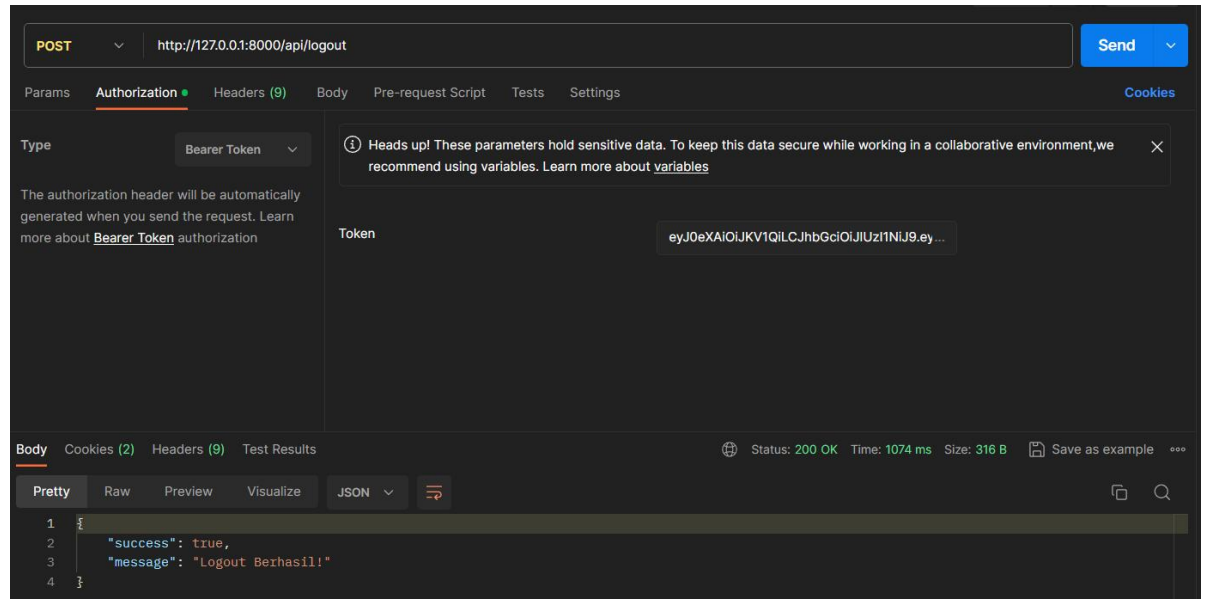 POST http://127.0.0.1:8000/api/logout Send
Params Authorization Headers (9) Body Pre-request Script Tests Settings Cookies
Type Bearer Token
The authorization header will be automatically
generated when you send the request. Learn
more about Bearer Token authorization
Heads up! These parameters hold sensitive data. To keep this data secure while working in a collaborative environment,we
recommend using variables. Learn more about variables
Token eyJ0eXAiOiJKV1QiLCJhbGciOiJIUzI1NiJ9.ey...
Body Cookies (2) Headers (9) Test Results Status: 200 OK Time: 1074 ms Size: 316 B Save as example
Pretty Raw Preview Visualize JSON
1 {
2 "success": true,
3 "message": "Logout Berhasil!"
4 }